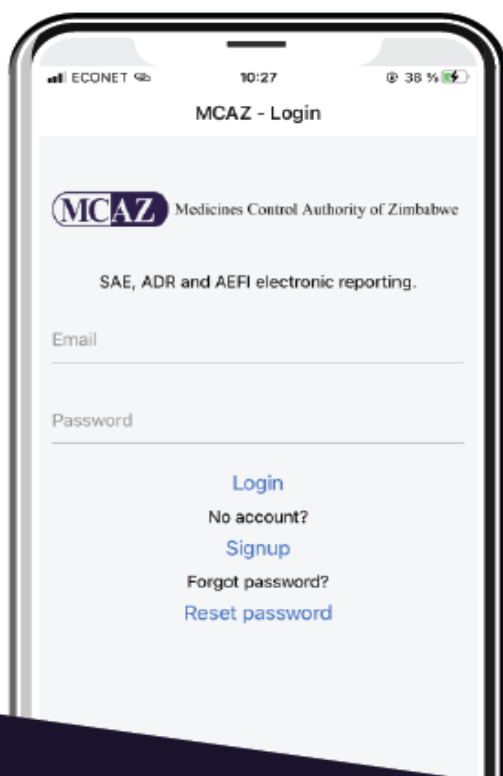 ECONET 10:27 38 %
MCAZ - Login
MCAZ Medicines Control Authority of Zimbabwe
SAE, ADR and AEFI electronic reporting.
Email
Password
Login
No account?
Signup
Forgot password?
Reset password